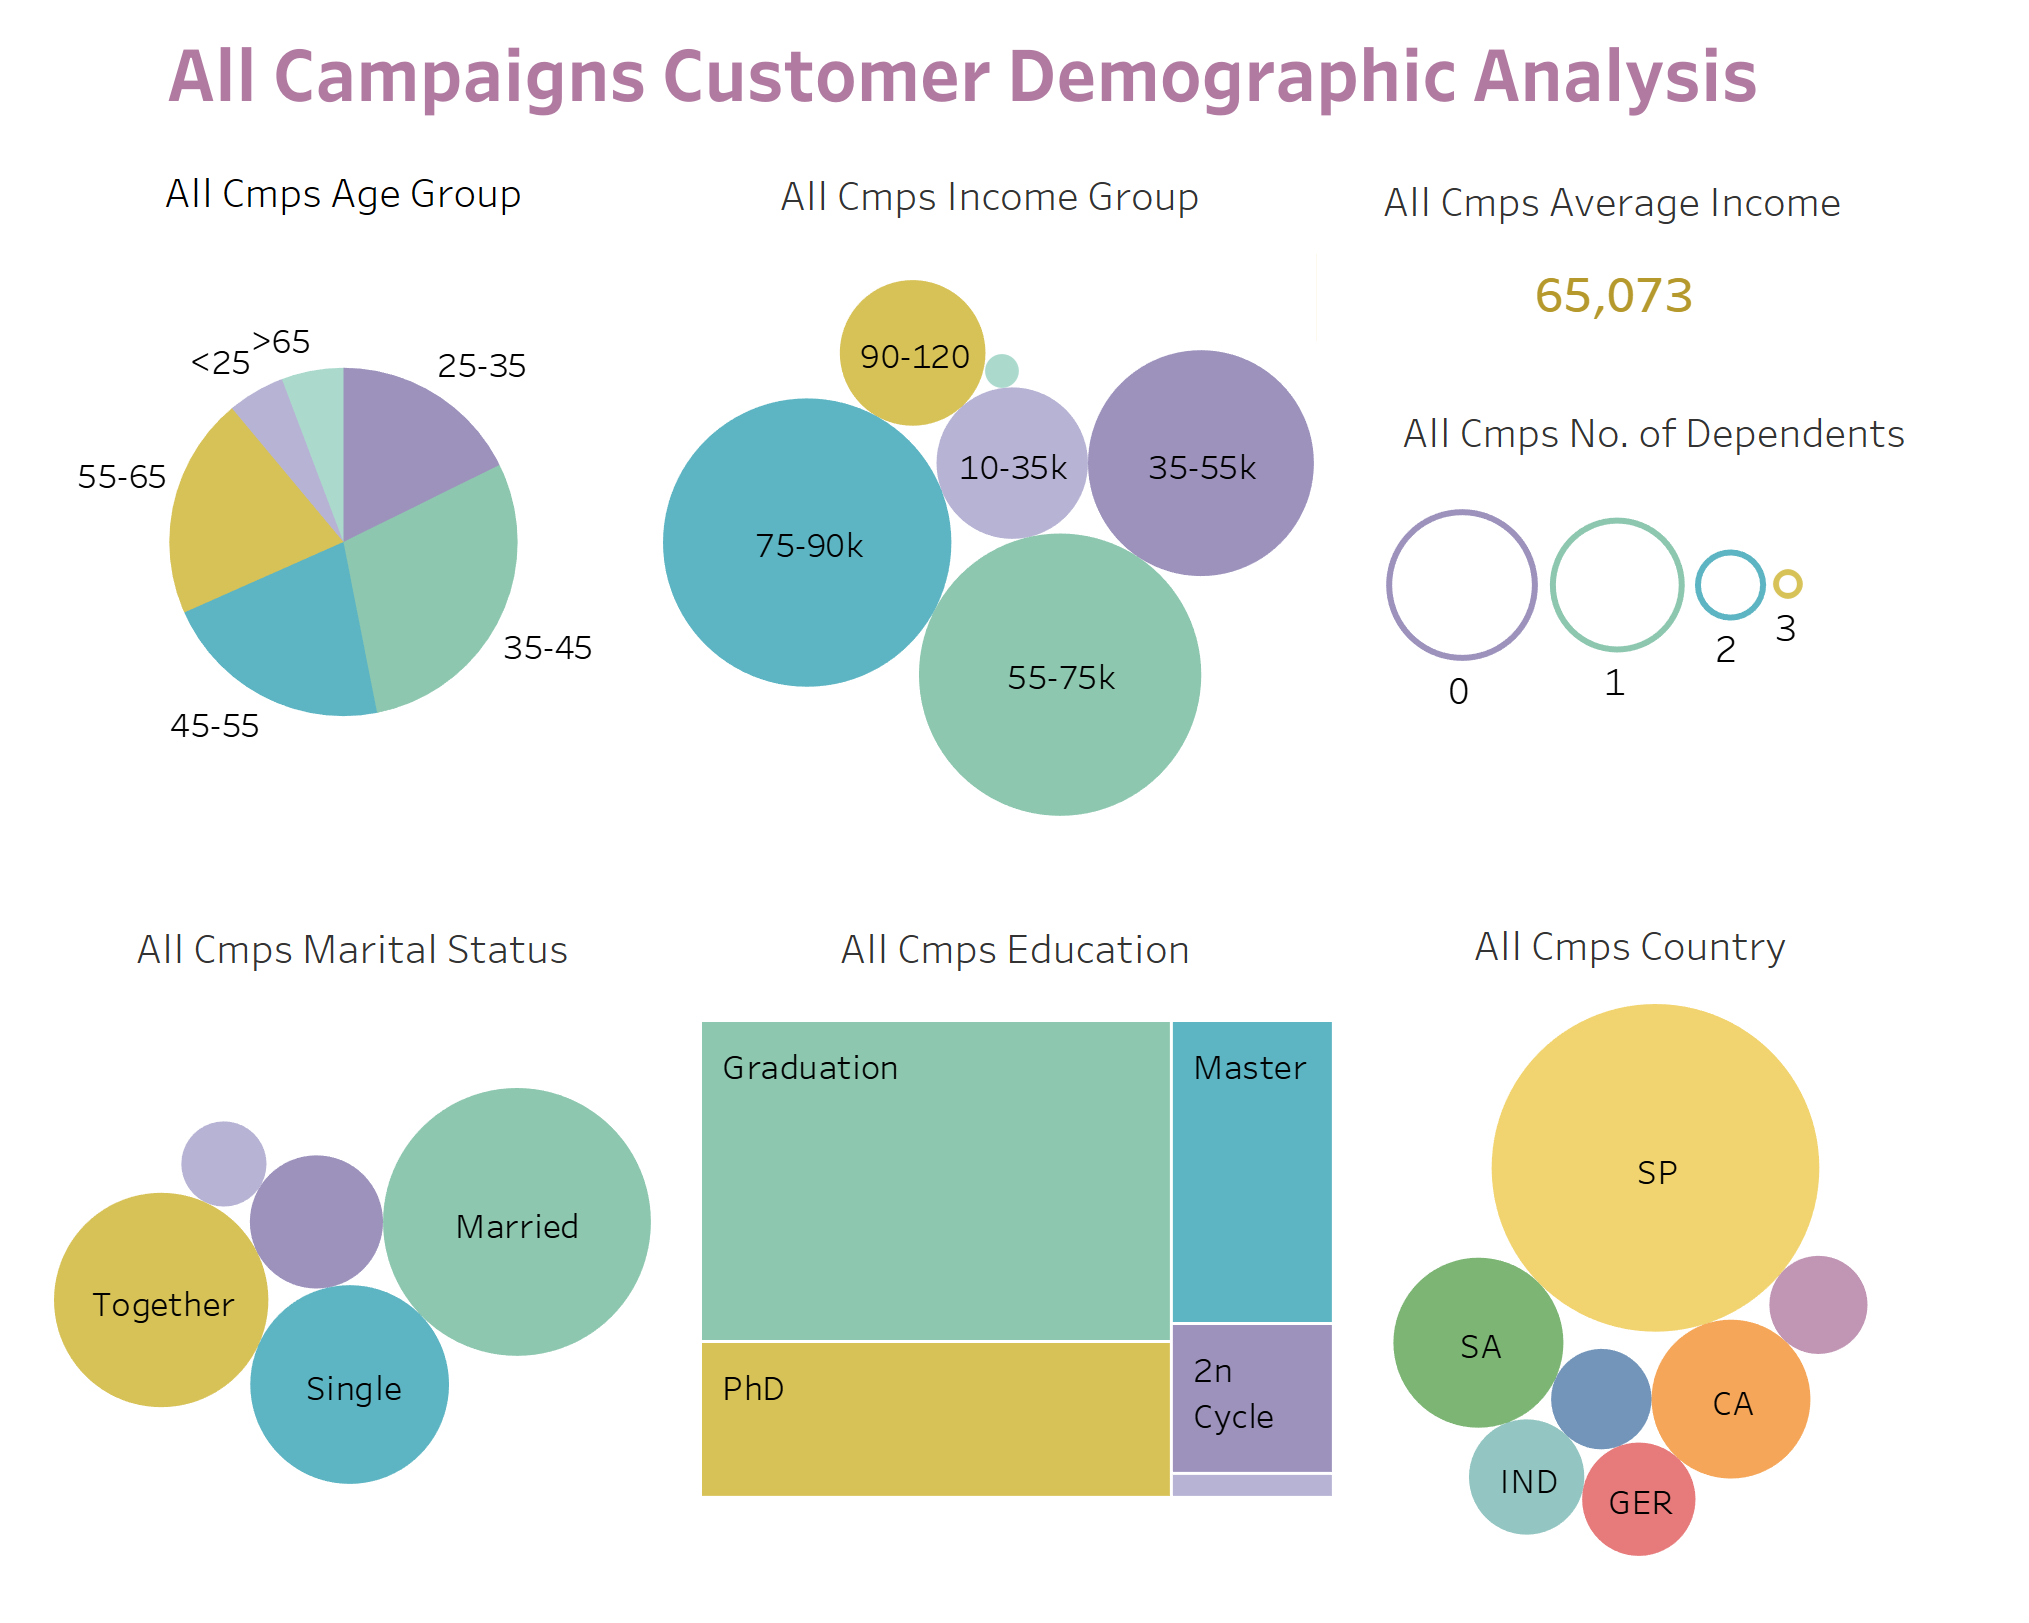 All Campaigns Customer Demographic Analysis
All Cmps Age Group
<25
>65
25-35
55-65
35-45
45-55
All Cmps Income Group
90-120
10-35k
35-55k
75-90k
55-75k
All Cmps Average Income
65,073
All Cmps No. of Dependents
0
1
2
3
All Cmps Marital Status
Married
Together
Single
All Cmps Education
Graduation
Master
PhD
2n
Cycle
All Cmps Country
SP
SA
CA
IND
GER